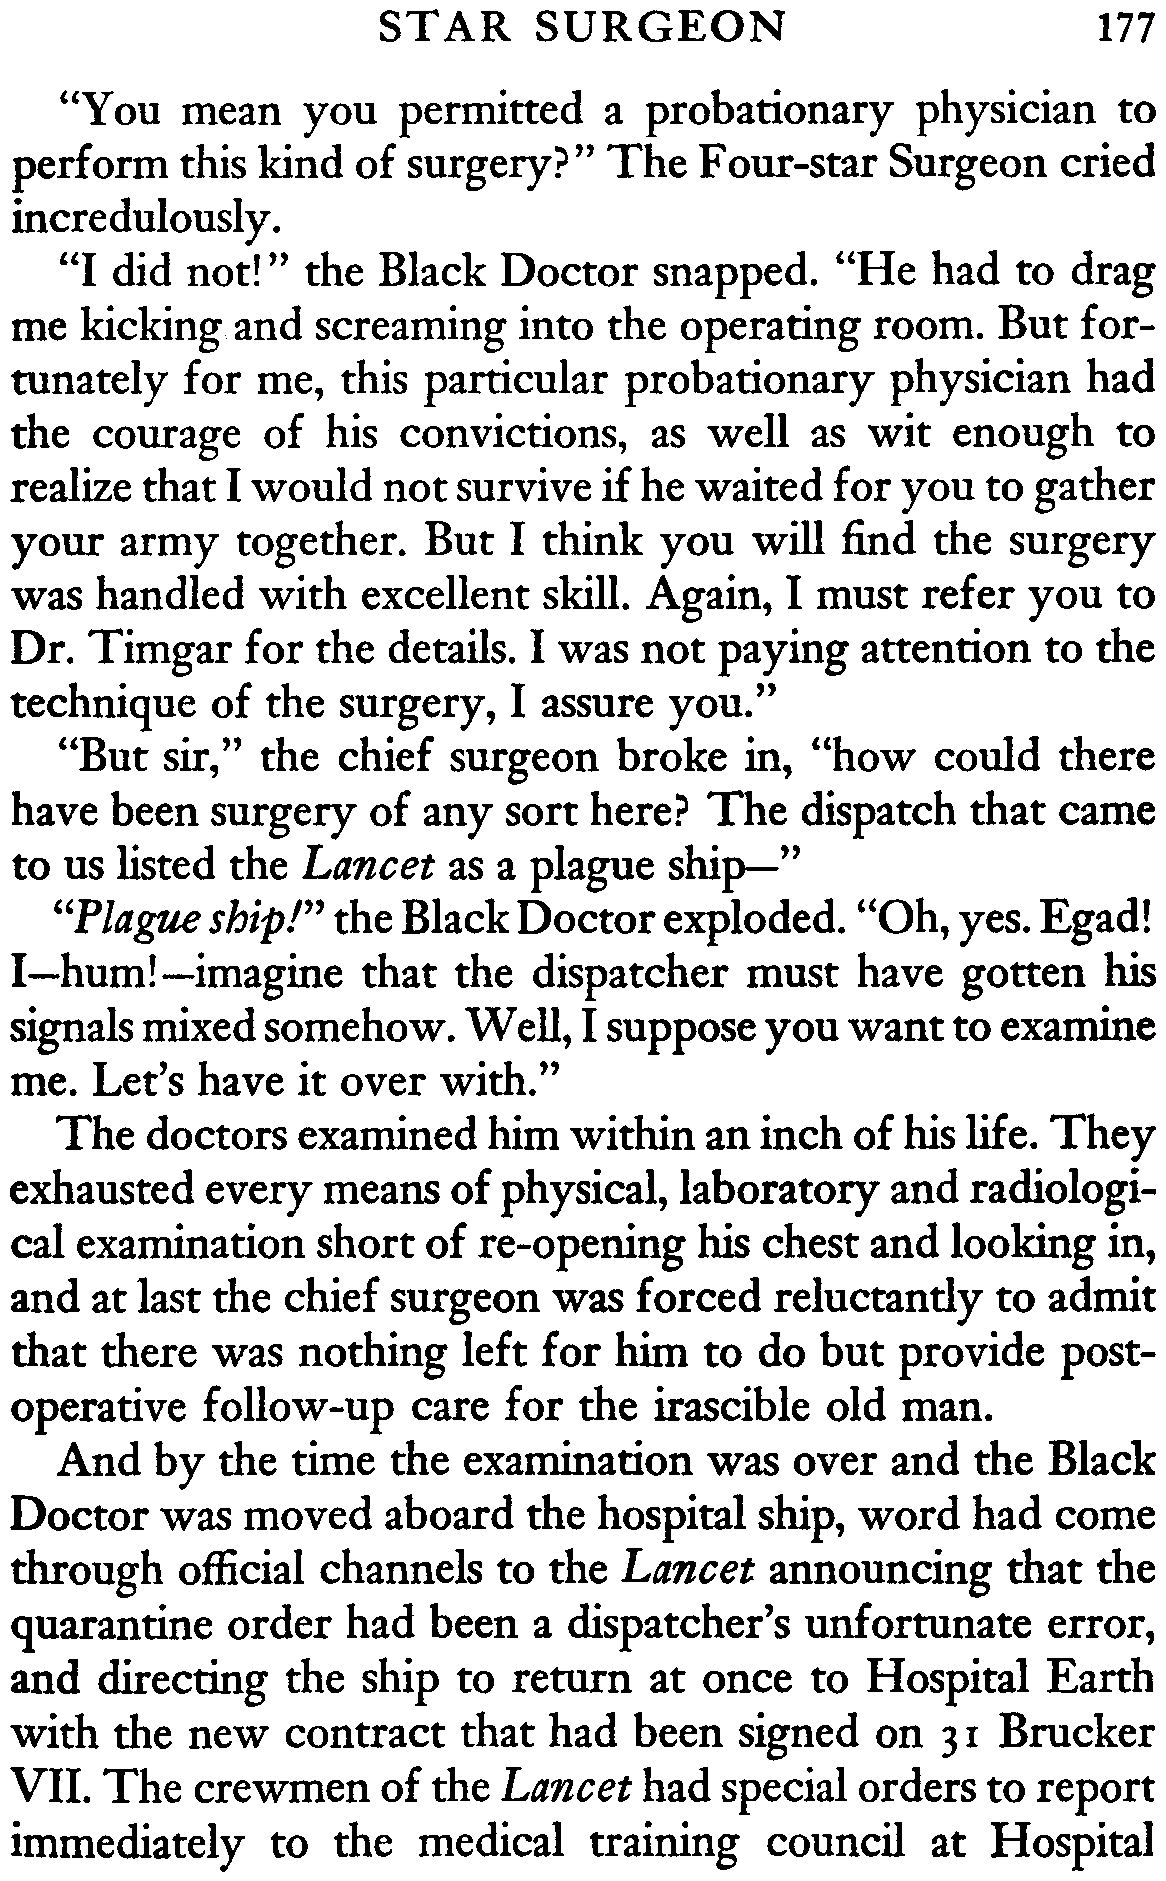 STAR SURGEON 177
“You mean you permitted a probationary physician to
perform this kind of surgery?” The Four-star Surgeon cried
incredulously.
“I did not!” the Black Doctor snapped. “He had to drag
me kicking and screaming into the operating room. But for-
tunately for me, this particular probationary physician had
the courage of his convictions, as well as wit enough to
realize that I would not survive if he waited for you to gather
your army together. But I think you will find the surgery
was handled with excellent skill. Again, I must refer you to
Dr. Timgar for the details. I was not paying attention to the
technique of the surgery, I assure you.”
“But sir,” the chief surgeon broke in, “how could there
have been surgery of any sort here? The dispatch that came
to us listed the Lancet as a plague ship—”
“Plague ship!” the Black Doctor exploded. “Oh, yes. Egad!
I—hum!—imagine that the dispatcher must have gotten his
signals mixed somehow. Well, I suppose you want to examine
me. Let’s have it over with.”
The doctors examined him within an inch of his life. They
exhausted every means of physical, laboratory and radiologi-
cal examination short of re-opening his chest and looking in,
and at last the chief surgeon was forced reluctantly to admit
that there was nothing left for him to do but provide post-
operative follow-up care for the irascible old man.
And by the time the examination was over and the Black
Doctor was moved aboard the hospital ship, word had come
through official channels to the Lancet announcing that the
quarantine order had been a dispatcher’s unfortunate error,
and directing the ship to return at once to Hospital Earth
with the new contract that had been signed on 31 Brucker
VII. The crewmen of the Lancet had special orders to report
immediately to the medical training council at Hospital